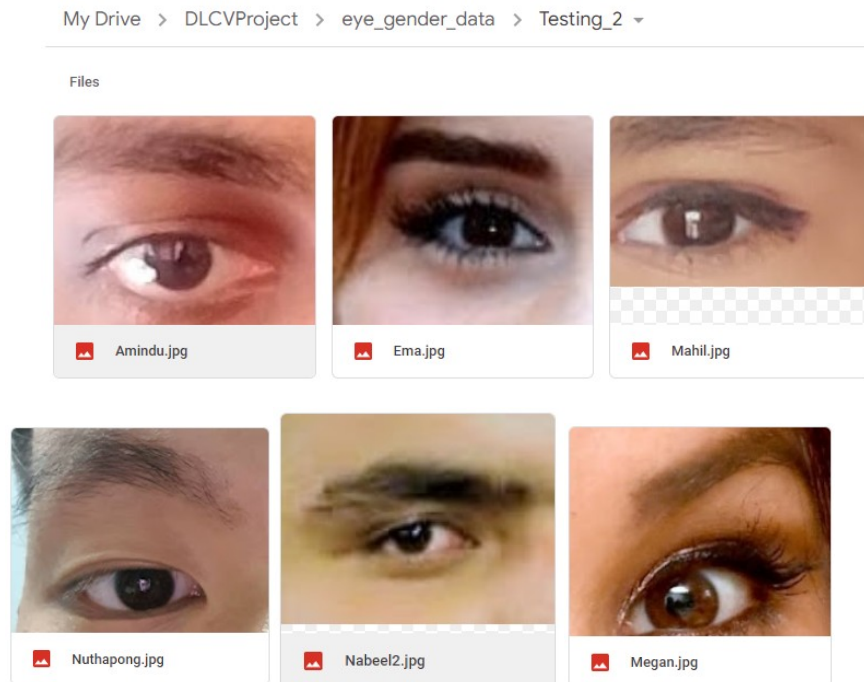 My Drive > DLCVProject > eye_gender_data > Testing_2
Files
Amindu.jpg
Ema.jpg
Mahil.jpg
Nuthapong.jpg
Nabeel2.jpg
Megan.jpg